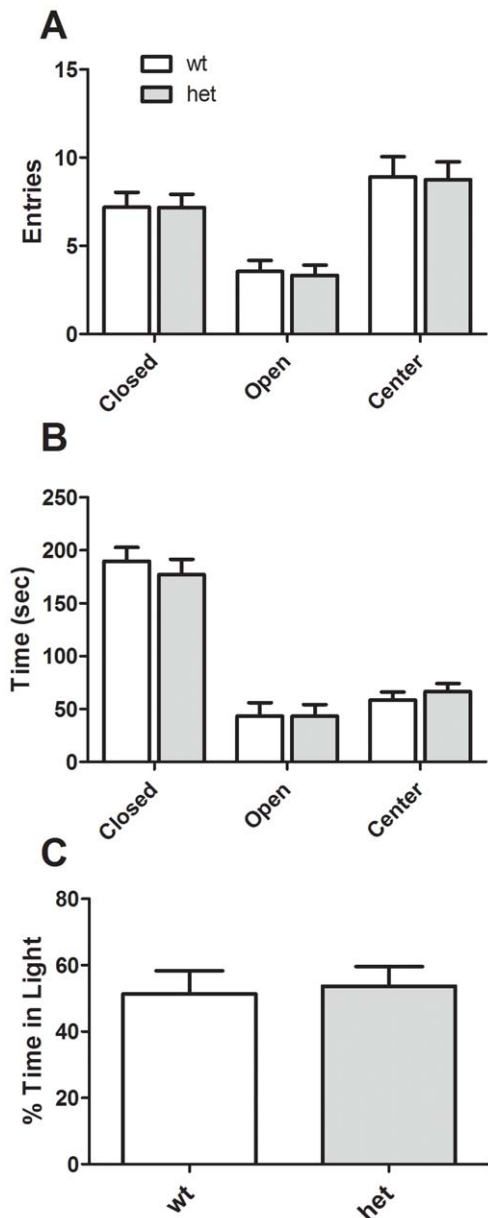 A
15
wt
het
10
Entries
5
0
Closed
Open
Center
B
250
200
150
Time (sec)
100
50
0
Closed
Open
Center
C
80
60
% Time in Light
40
20
0
wt
het